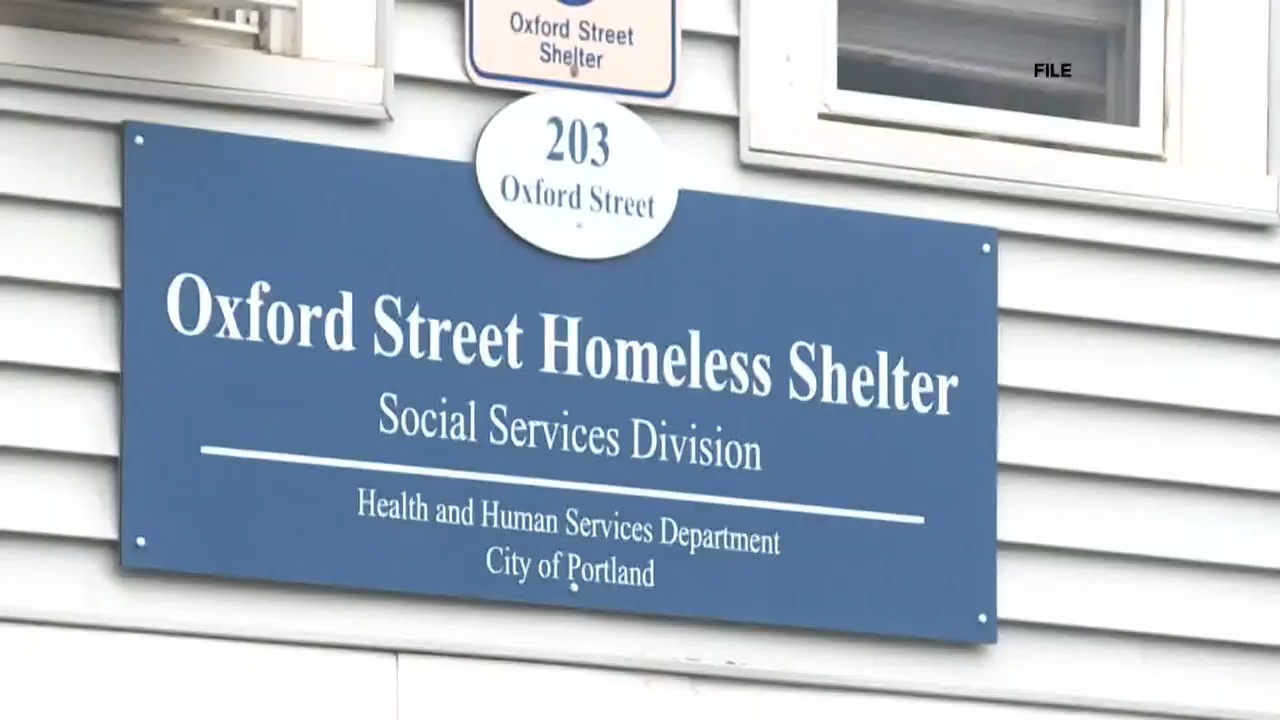 Oxford Street
Shelter
FILE
203
Oxford Street
Oxford Street Homeless Shelter
Social Services Division
Health and Human Services Department
City of Portland